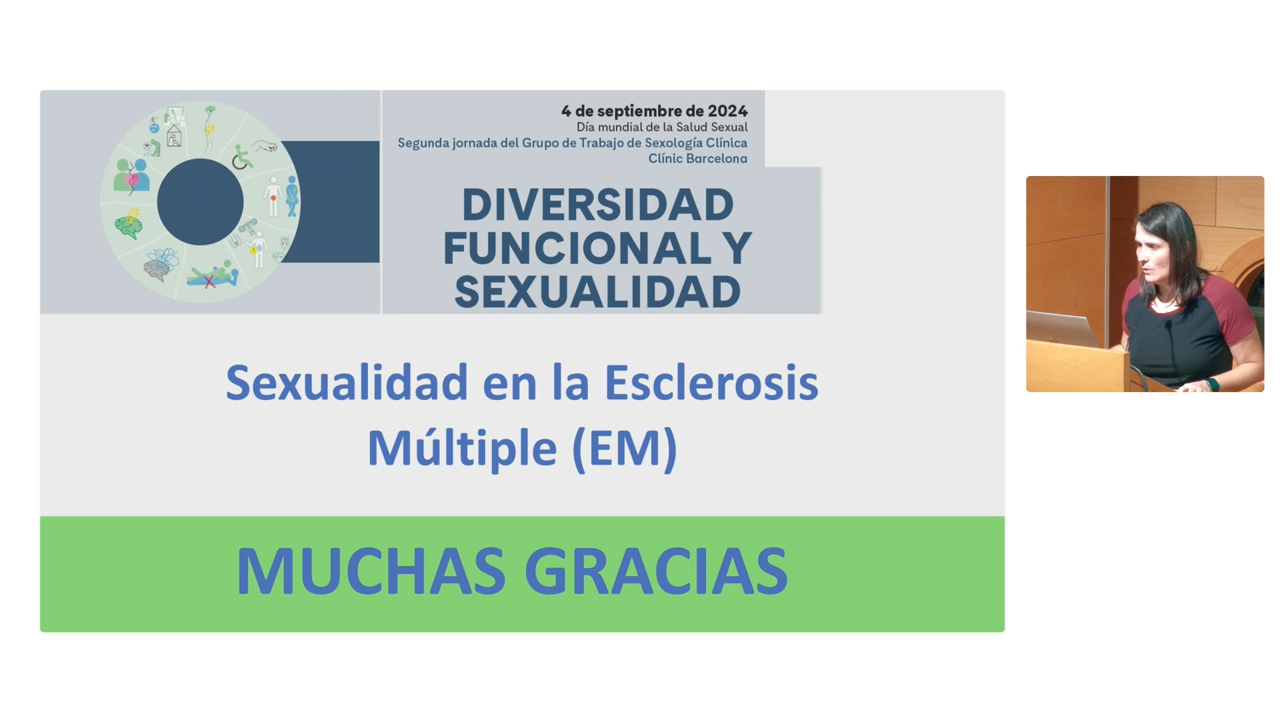 4 de septiembre de 2024
Día mundial de la Salud Sexual
Segunda jornada del Grupo de Trabajo de Sexología Clínica
Clínic Barcelona
DIVERSIDAD
FUNCIONAL Y
SEXUALIDAD
Sexualidad en la Esclerosis
Múltiple (EM)
MUCHAS GRACIAS